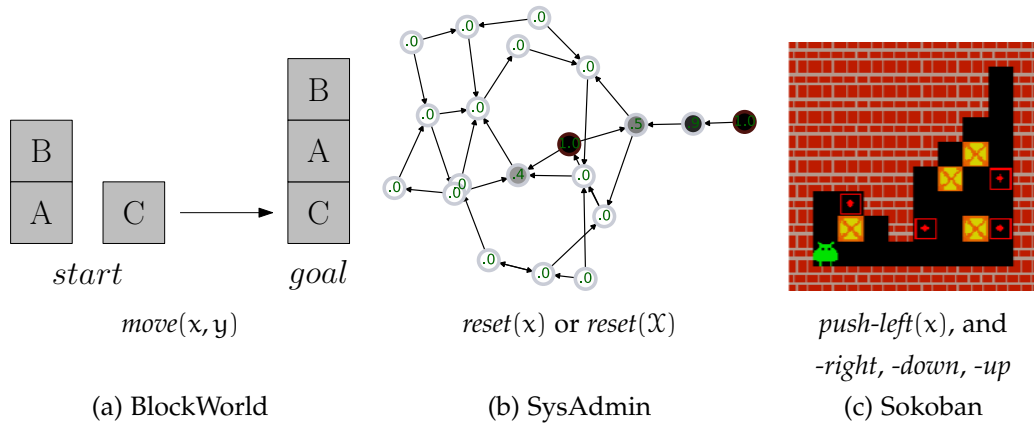 B
A
C
start
B
A
C
goal
move(x, y)
(a) BlockWorld
.0
.0
.0
.0
.0
.0
.0
.5
1.0
1.0
.4
.0
.0
.0
.0
.0
.0
.0
.0
reset(x) or reset(𝒳)
(b) SysAdmin
push-left(x), and
-right, -down, -up
(c) Sokoban